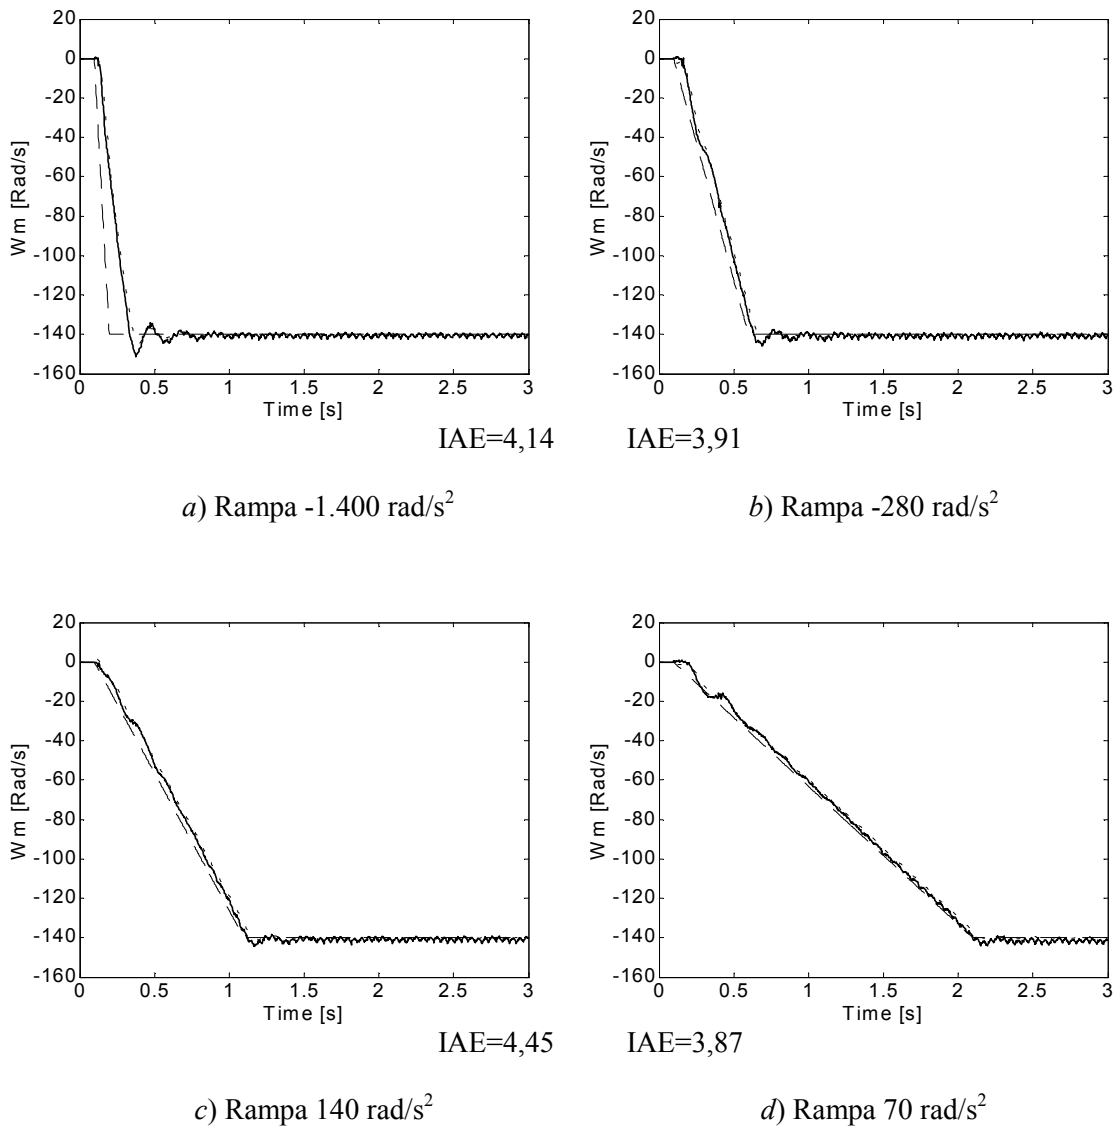 20
0
-20
-40
-60
-80
-100
-120
-140
-160
Wm [Rad/s]
0 0.5 1 1.5 2 2.5 3
Time [s]
20
0
-20
-40
-60
-80
-100
-120
-140
-160
Wm [Rad/s]
0 0.5 1 1.5 2 2.5 3
Time [s]
IAE=4,14 IAE=3,91
a) Rampa -1.400 rad/s²
b) Rampa -280 rad/s²
20
0
-20
-40
-60
-80
-100
-120
-140
-160
Wm [Rad/s]
0 0.5 1 1.5 2 2.5 3
Time [s]
20
0
-20
-40
-60
-80
-100
-120
-140
-160
Wm [Rad/s]
0 0.5 1 1.5 2 2.5 3
Time [s]
IAE=4,45 IAE=3,87
c) Rampa 140 rad/s²
d) Rampa 70 rad/s²